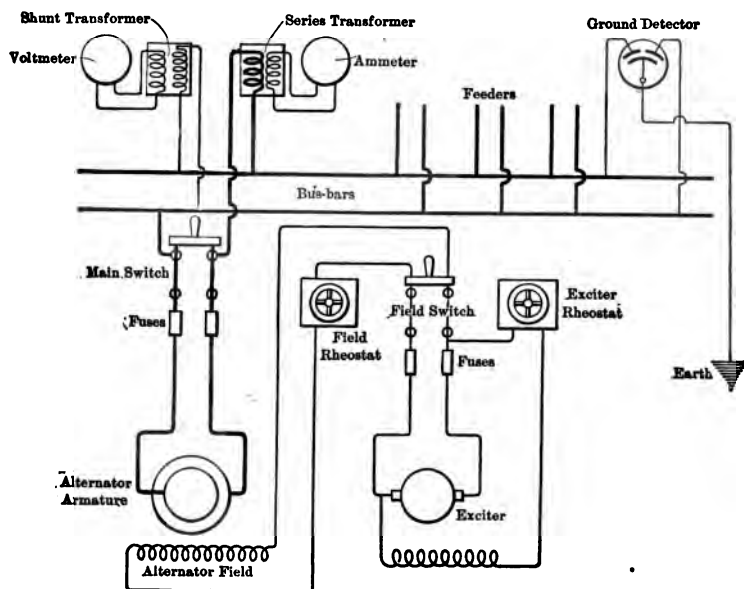 Shunt Transformer
Series Transformer
Ground Detector
Voltmeter
Ammeter
Feeders
Bus-bars
Main Switch
Fuses
Field Switch
Exciter
Rheostat
Field
Rheostat
Fuses
Earth
Alternator
Armature
Exciter
Alternator Field